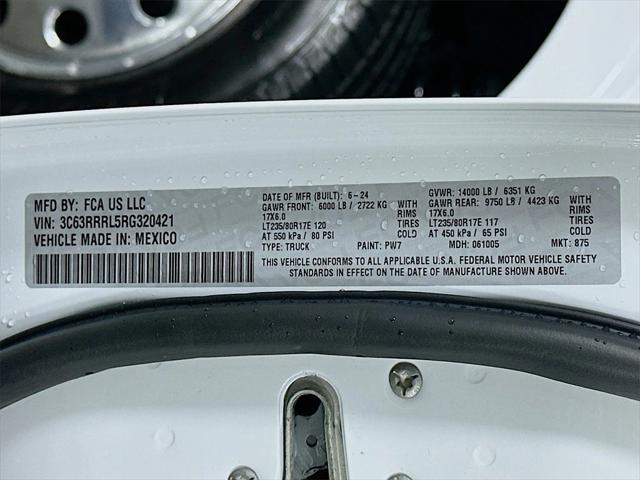 MFD BY: FCA US LLC
VIN: 3C63RRRL5RG320421
VEHICLE MADE IN: MEXICO
DATE OF MFR (BUILT): 6-24 GVWR: 14000 LB / 6351 KG
GAWR FRONT: 6000 LB / 2722 KG WITH GAWR REAR: 9750 LB / 4423 KG WITH
17X6.0 RIMS 17X6.0 RIMS
LT235/80R17E 120 TIRES LT235/80R17E 117 TIRES
AT 550 kPa / 80 PSI COLD AT 450 kPa / 65 PSI COLD
TYPE: TRUCK PAINT: PW7 MDH: 061005 MKT: 875
THIS VEHICLE CONFORMS TO ALL APPLICABLE U.S.A. FEDERAL MOTOR VEHICLE SAFETY
STANDARDS IN EFFECT ON THE DATE OF MANUFACTURE SHOWN ABOVE.